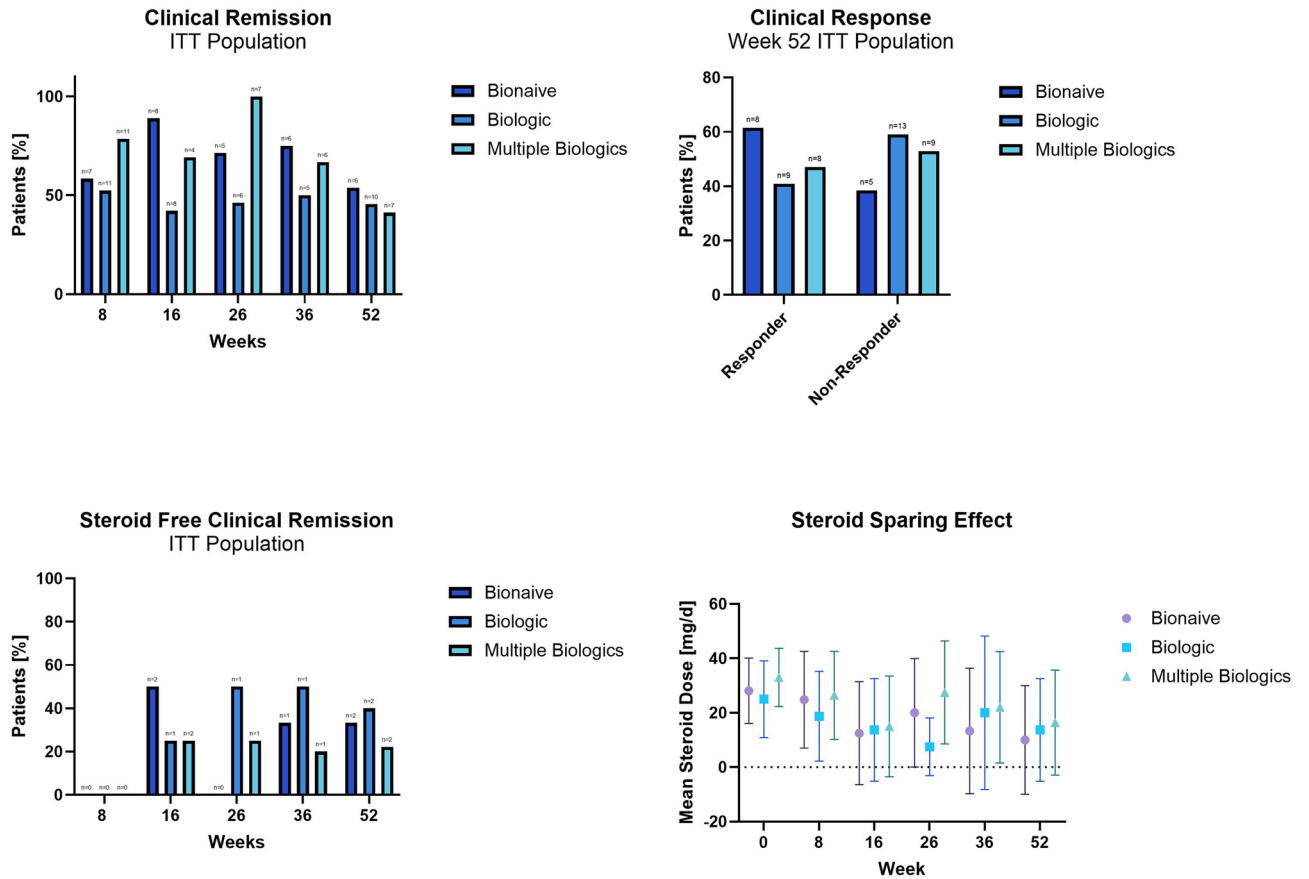 Clinical Remission
ITT Population
100
50
0
Patients [%]
n=7
n=11
n=11
n=8
n=8
n=4
n=5
n=6
n=7
n=6
n=5
n=6
n=6
n=10
n=7
8 16 26 36 52
Weeks
Bionaive
Biologic
Multiple Biologics
Clinical Response
Week 52 ITT Population
80
60
40
20
0
Patients [%]
n=8
n=9
n=8
n=5
n=13
n=9
Responder
Non-Responder
Bionaive
Biologic
Multiple Biologics
Steroid Free Clinical Remission
ITT Population
100
80
60
40
20
0
Patients [%]
n=0
n=0
n=0
n=2
n=1
n=2
n=0
n=1
n=1
n=1
n=1
n=1
n=2
n=2
n=2
8 16 26 36 52
Weeks
Bionaive
Biologic
Multiple Biologics
Steroid Sparing Effect
60
40
20
0
-20
Mean Steroid Dose [mg/d]
0 8 16 26 36 52
Week
Bionaive
Biologic
Multiple Biologics